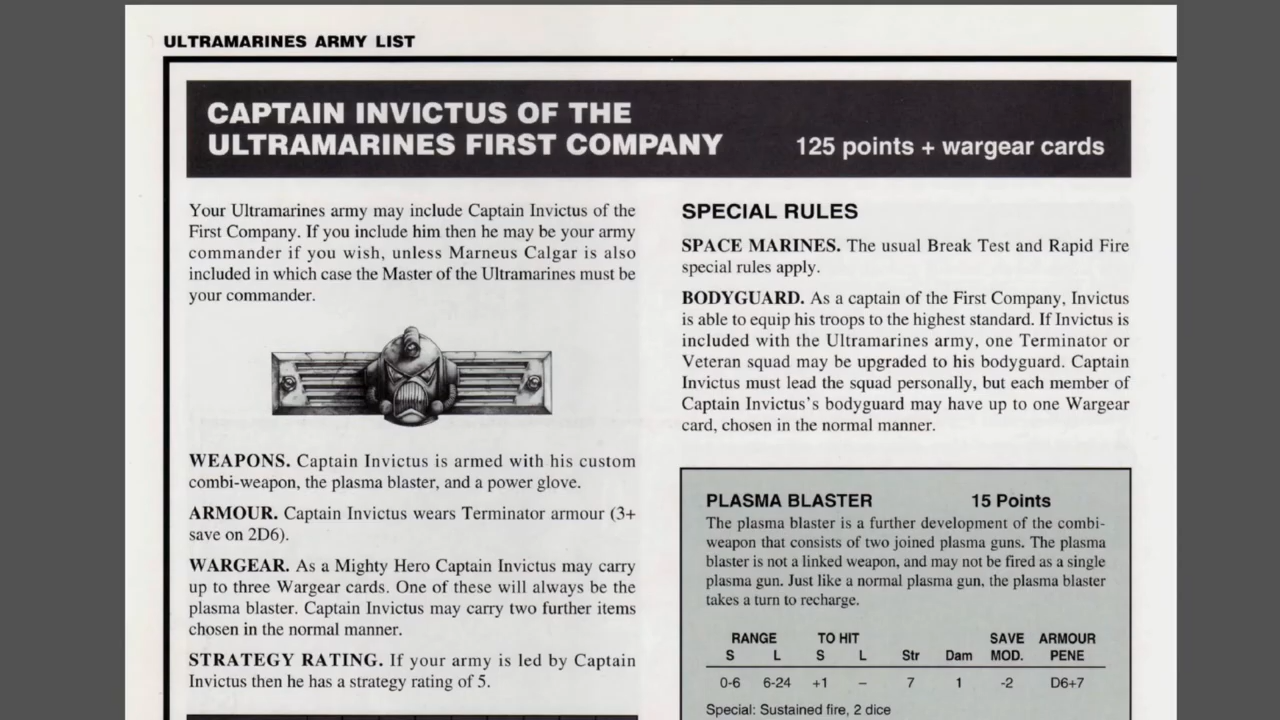 ULTRAMARINES ARMY LIST
CAPTAIN INVICTUS OF THE
ULTRAMARINES FIRST COMPANY 125 points + wargear cards
Your Ultramarines army may include Captain Invictus of the
First Company. If you include him then he may be your army
commander if you wish, unless Marneus Calgar is also
included in which case the Master of the Ultramarines must be
your commander.
WEAPONS. Captain Invictus is armed with his custom
combi-weapon, the plasma blaster, and a power glove.
ARMOUR. Captain Invictus wears Terminator armour (3+
save on 2D6).
WARGEAR. As a Mighty Hero Captain Invictus may carry
up to three Wargear cards. One of these will always be the
plasma blaster. Captain Invictus may carry two further items
chosen in the normal manner.
STRATEGY RATING. If your army is led by Captain
Invictus then he has a strategy rating of 5.
SPECIAL RULES
SPACE MARINES. The usual Break Test and Rapid Fire
special rules apply.
BODYGUARD. As a captain of the First Company, Invictus
is able to equip his troops to the highest standard. If Invictus is
included with the Ultramarines army, one Terminator or
Veteran squad may be upgraded to his bodyguard. Captain
Invictus must lead the squad personally, but each member of
Captain Invictus's bodyguard may have up to one Wargear
card, chosen in the normal manner.
PLASMA BLASTER 15 Points
The plasma blaster is a further development of the combi-
weapon that consists of two joined plasma guns. The plasma
blaster is not a linked weapon, and may not be fired as a single
plasma gun. Just like a normal plasma gun, the plasma blaster
takes a turn to recharge.
RANGE TO HIT SAVE ARMOUR
S L S L Str Dam MOD. PENE
0-6 6-24 +1 – 7 1 -2 D6+7
Special: Sustained fire, 2 dice